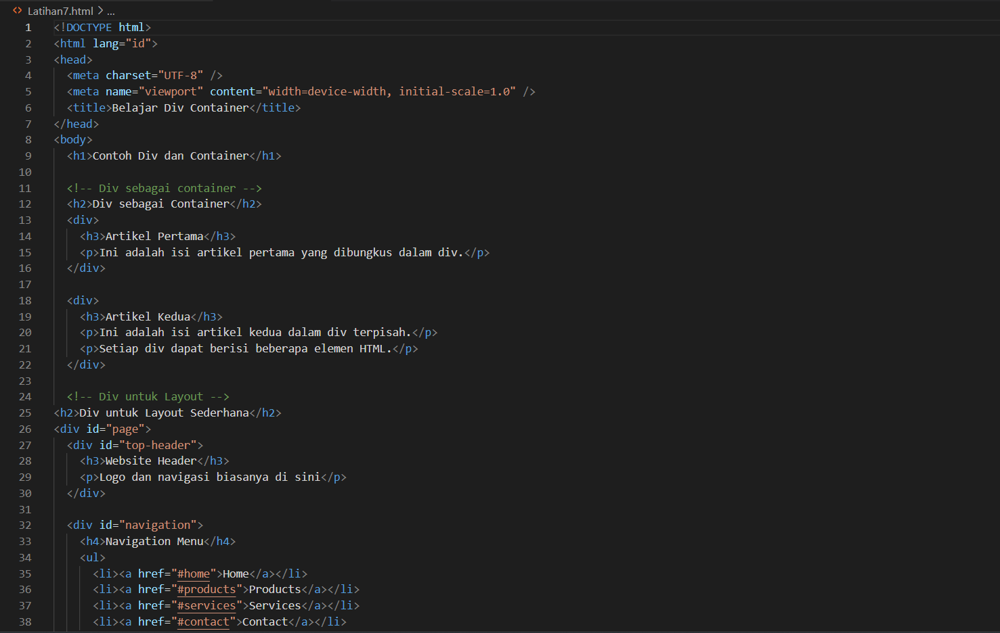 <> Latihan7.html > ...
1 <!DOCTYPE html>
2 <html lang="id">
3 <head>
4   <meta charset="UTF-8" />
5   <meta name="viewport" content="width=device-width, initial-scale=1.0" />
6   <title>Belajar Div Container</title>
7 </head>
8 <body>
9   <h1>Contoh Div dan Container</h1>
10
11   <!-- Div sebagai container -->
12   <h2>Div sebagai Container</h2>
13   <div>
14     <h3>Artikel Pertama</h3>
15     <p>Ini adalah isi artikel pertama yang dibungkus dalam div.</p>
16   </div>
17
18   <div>
19     <h3>Artikel Kedua</h3>
20     <p>Ini adalah isi artikel kedua dalam div terpisah.</p>
21     <p>Setiap div dapat berisi beberapa elemen HTML.</p>
22   </div>
23
24   <!-- Div untuk Layout -->
25 <h2>Div untuk Layout Sederhana</h2>
26 <div id="page">
27   <div id="top-header">
28     <h3>Website Header</h3>
29     <p>Logo dan navigasi biasanya di sini</p>
30   </div>
31
32   <div id="navigation">
33     <h4>Navigation Menu</h4>
34     <ul>
35       <li><a href="#home">Home</a></li>
36       <li><a href="#products">Products</a></li>
37       <li><a href="#services">Services</a></li>
38       <li><a href="#contact">Contact</a></li>